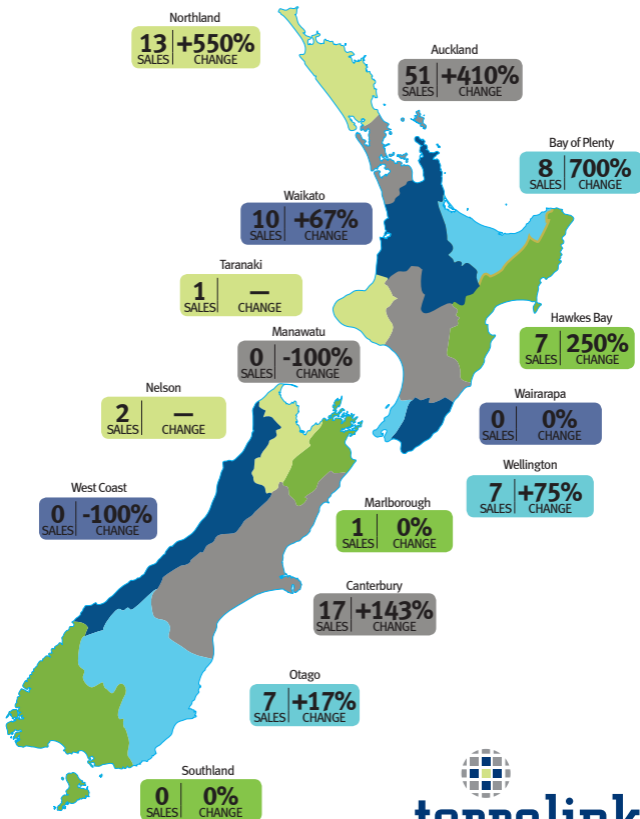 Northland
13 +550%
SALES CHANGE
Auckland
51 +410%
SALES CHANGE
Bay of Plenty
8 700%
SALES CHANGE
Waikato
10 +67%
SALES CHANGE
Taranaki
1 —
SALES CHANGE
Hawkes Bay
7 250%
SALES CHANGE
Manawatu
0 -100%
SALES CHANGE
Nelson
2 —
SALES CHANGE
Wairarapa
0 0%
SALES CHANGE
Wellington
7 +75%
SALES CHANGE
West Coast
0 -100%
SALES CHANGE
Marlborough
1 0%
SALES CHANGE
Canterbury
17 +143%
SALES CHANGE
Otago
7 +17%
SALES CHANGE
Southland
0 0%
SALES CHANGE
terralink